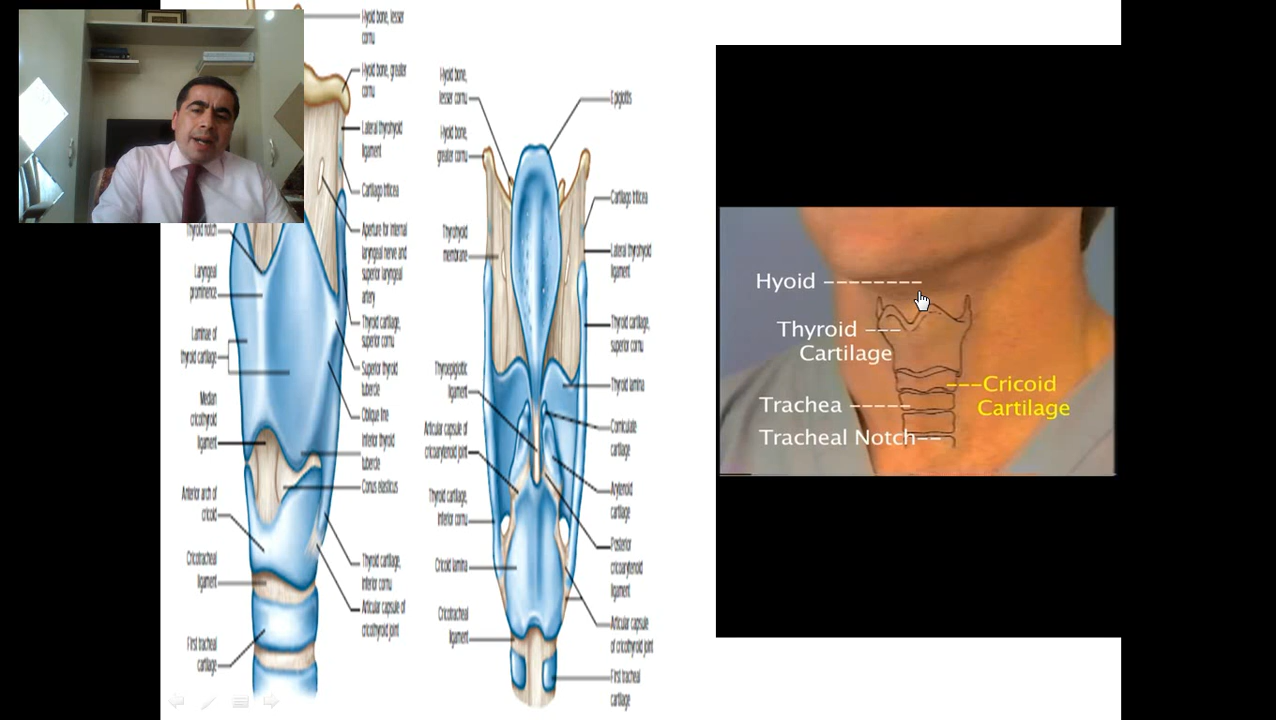 Hyoid bone, lesser
cornu
Hyoid bone, greater
cornu
Lateral thyrohyoid
ligament
Cartilago triticea
Aperture for internal
laryngeal nerve and
superior laryngeal
artery
Thyroid cartilage,
superior cornu
Superior thyroid
tubercle
Oblique line
Inferior thyroid
tubercle
Conus elasticus
Thyroid cartilage,
inferior cornu
Articular capsule of
cricothyroid joint
Thyroid notch
Laryngeal
prominence
Laminae of
thyroid cartilage
Median
cricothyroid
ligament
Anterior arch of
cricoid
Cricotracheal
ligament
First tracheal
cartilage
Hyoid bone,
lesser cornu
Hyoid bone,
greater cornu
Thyrohyoid
membrane
Thyroepiglottic
ligament
Articular capsule of
cricoarytenoid joint
Thyroid cartilage,
inferior cornu
Cricoid lamina
Cricotracheal
ligament
Epiglottis
Cartilago triticea
Lateral thyrohyoid
ligament
Thyroid cartilage,
superior cornu
Thyroid lamina
Corniculate
cartilage
Arytenoid
cartilage
Posterior
cricoarytenoid
ligament
Articular capsule
of cricothyroid joint
First tracheal
cartilage
Hyoid
Thyroid
Cartilage
Cricoid
Cartilage
Trachea
Tracheal Notch